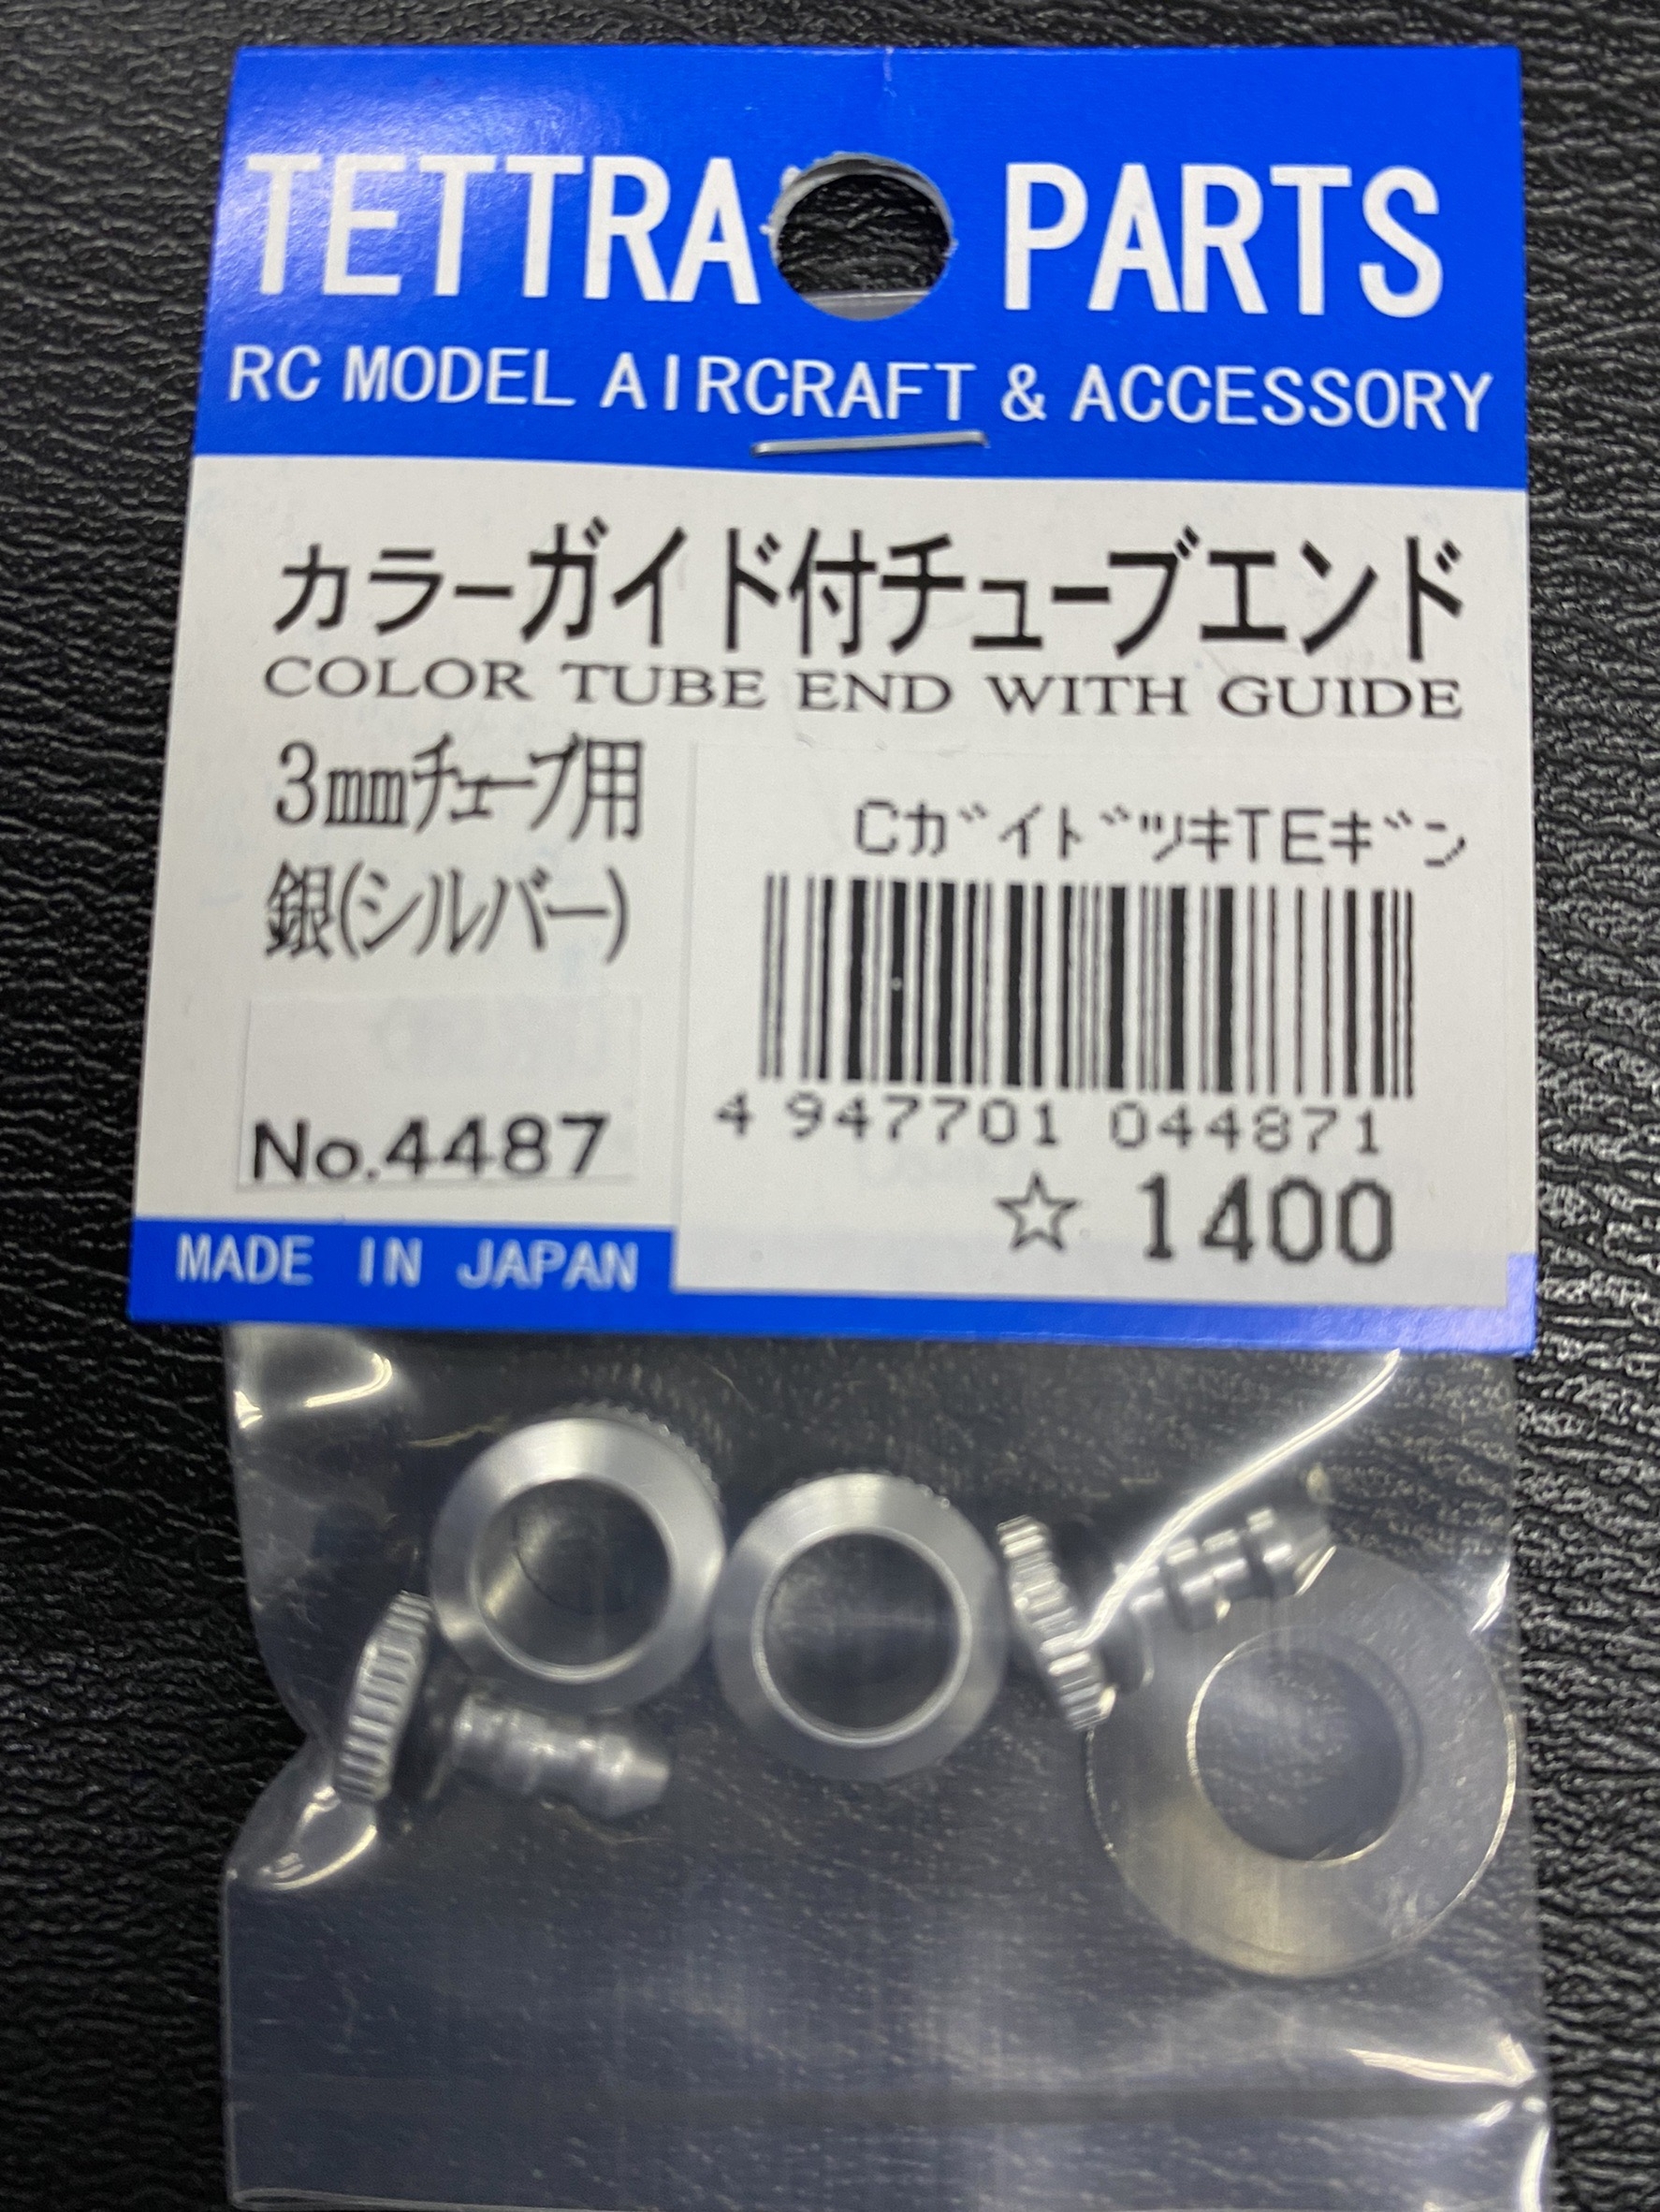 TETTRA PARTS
RC MODEL AIRCRAFT & ACCESSORY
カラーガイド付チューブエンド
COLOR TUBE END WITH GUIDE
3mmチューブ用
銀(シルバー)
No.4487
CガイドツキTEギン
4 947701 044871
☆ 1400
MADE IN JAPAN